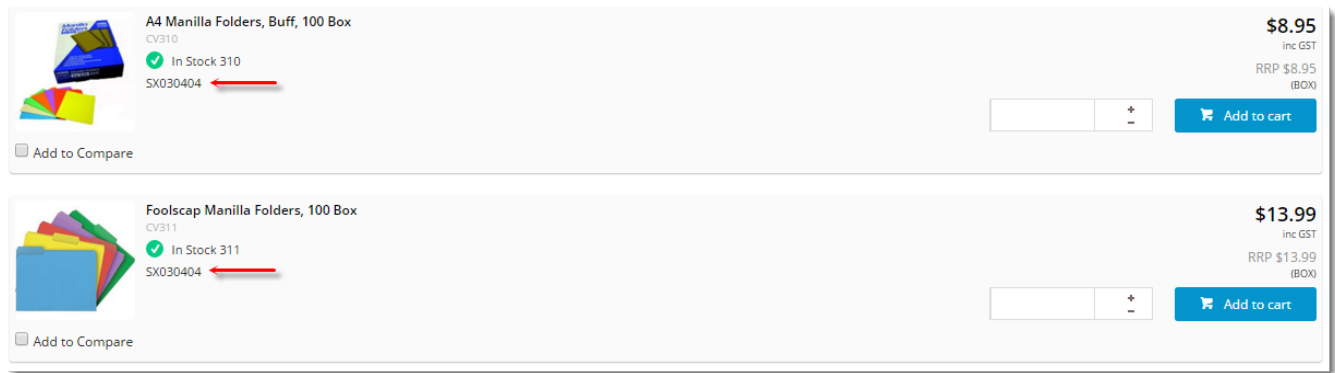 A4 Manilla Folders, Buff, 100 Box
CV310
In Stock 310
SX030404
$8.95
inc GST
RRP $8.95
(BOX)
+
−
Add to cart
Add to Compare
Foolscap Manilla Folders, 100 Box
CV311
In Stock 311
SX030404
$13.99
inc GST
RRP $13.99
(BOX)
+
−
Add to cart
Add to Compare